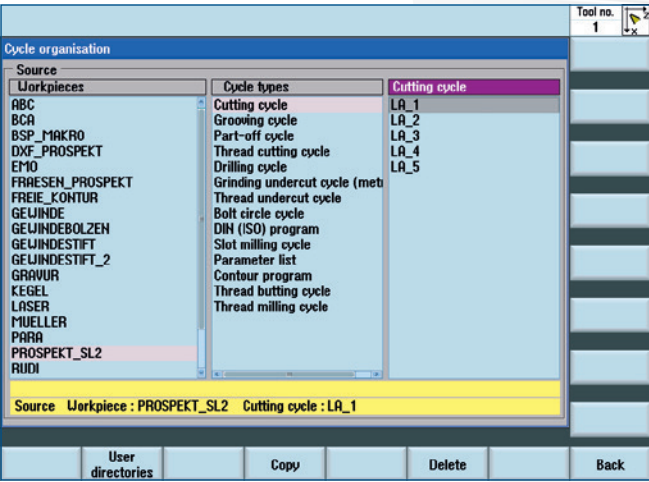 Tool no.
1
Z
X
Cycle organisation
Source
Workpieces
ABC
BCA
BSP_MAKRO
DXF_PROSPEKT
EMO
FRAESEN_PROSPEKT
FREIE_KONTUR
GEWINDE
GEWINDEBOLZEN
GEWINDESTIFT
GEWINDESTIFT_2
GRAVUR
KEGEL
LASER
MUELLER
PARA
PROSPEKT_SL2
RUDI
Cycle types
Cutting cycle
Grooving cycle
Part-off cycle
Thread cutting cycle
Drilling cycle
Grinding undercut cycle (met
Thread undercut cycle
Bolt circle cycle
DIN (ISO) program
Slot milling cycle
Parameter list
Contour program
Thread butting cycle
Thread milling cycle
Cutting cycle
LA_1
LA_2
LA_3
LA_4
LA_5
Source Workpiece : PROSPEKT_SL2 Cutting cycle : LA_1
User
directories
Copy
Delete
Back